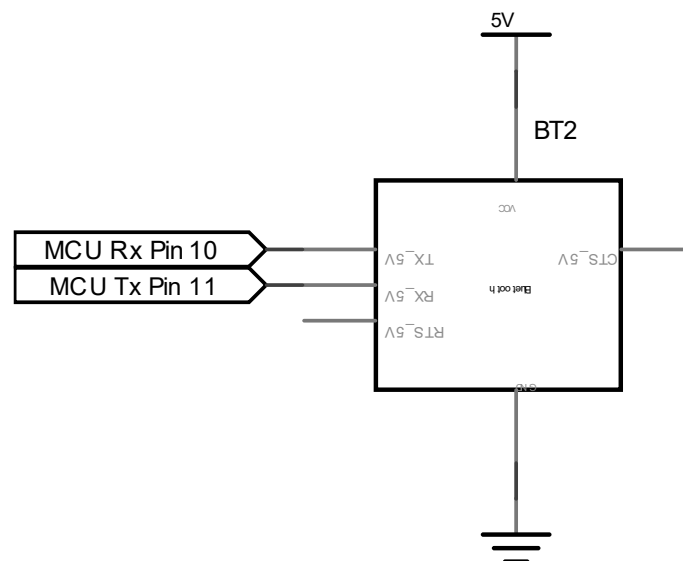 5V
BT2
VCC
MCU Rx Pin 10
TX_5V
CTS_5V
MCU Tx Pin 11
RX_5V
Bluetooth
RTS_5V
GND